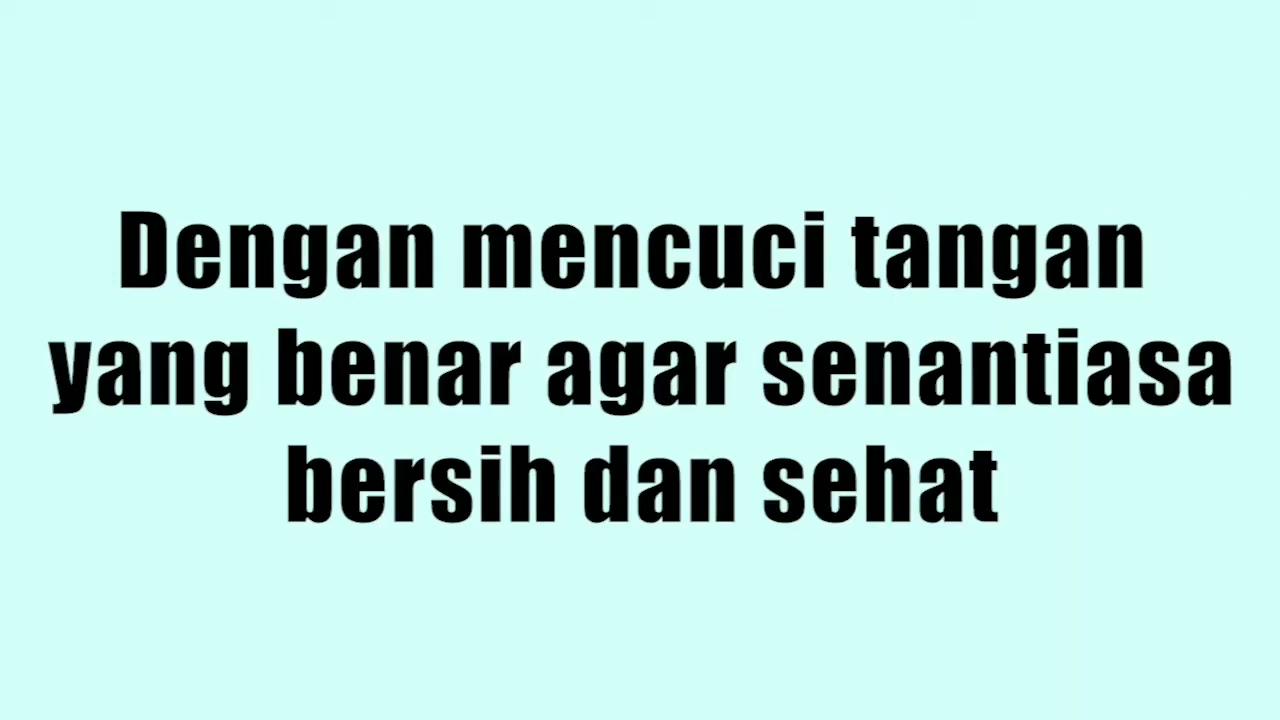 Dengan mencuci tangan
yang benar agar senantiasa
bersih dan sehat